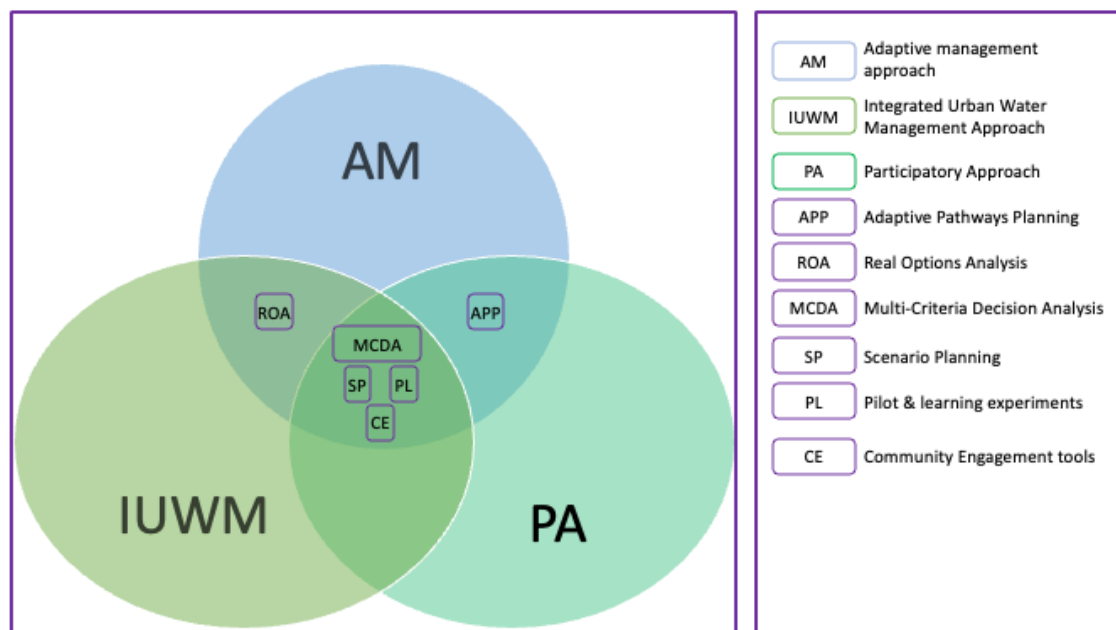 AM
ROA
APP
MCDA
SP PL
CE
IUWM
PA
AM Adaptive management
approach
IUWM Integrated Urban Water
Management Approach
PA Participatory Approach
APP Adaptive Pathways Planning
ROA Real Options Analysis
MCDA Multi-Criteria Decision Analysis
SP Scenario Planning
PL Pilot & learning experiments
CE Community Engagement tools